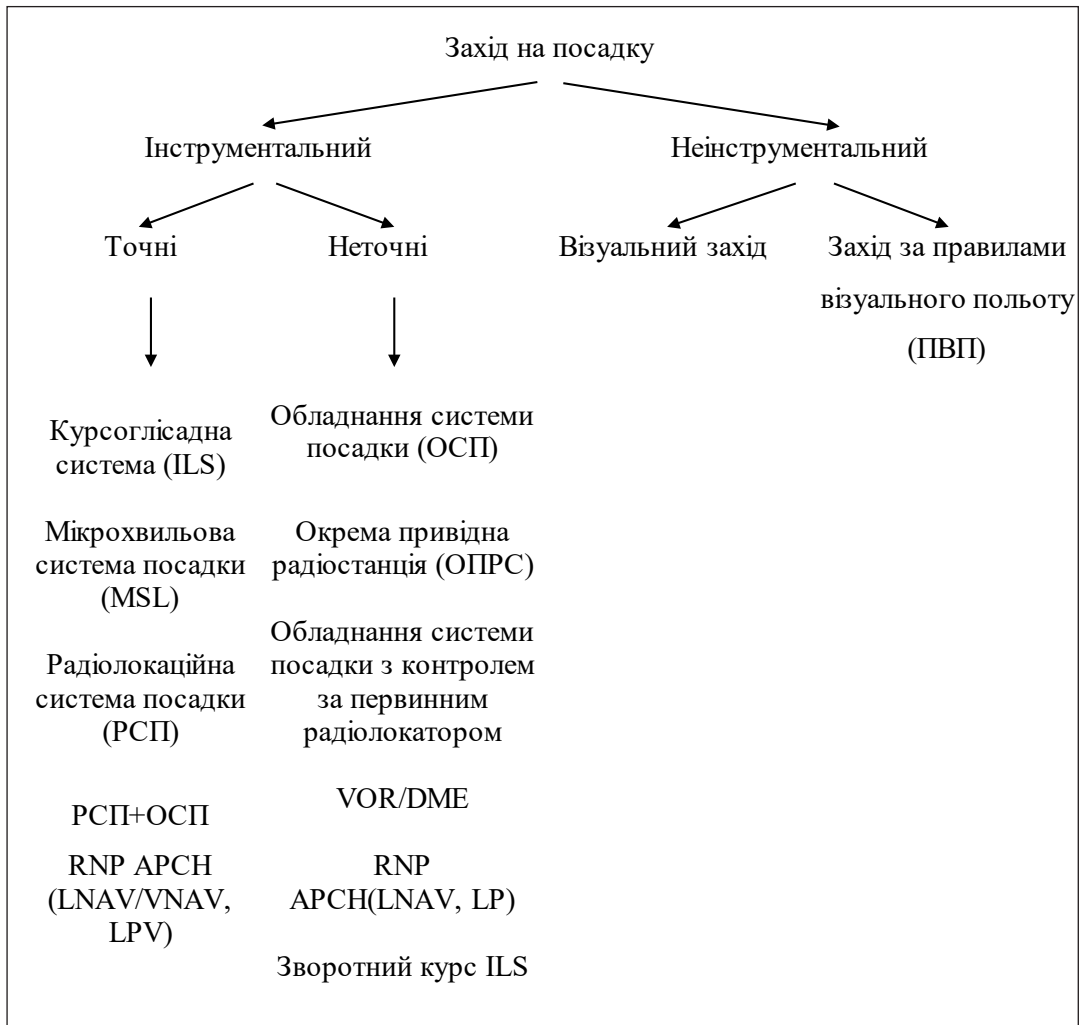 Захід на посадку
Інструментальний
Неінструментальний
Точні
Неточні
Візуальний захід
Захід за правилами
візуального польоту
(ПВП)
Курсоглісадна
система (ILS)
Мікрохвильова
система посадки
(MSL)
Радіолокаційна
система посадки
(РСП)
РСП+ОСП
RNP APCH
(LNAV/VNAV,
LPV)
Обладнання системи
посадки (ОСП)
Окрема привідна
радіостанція (ОПРС)
Обладнання системи
посадки з контролем
за первинним
радіолокатором
VOR/DME
RNP
APCH(LNAV, LP)
Зворотний курс ILS